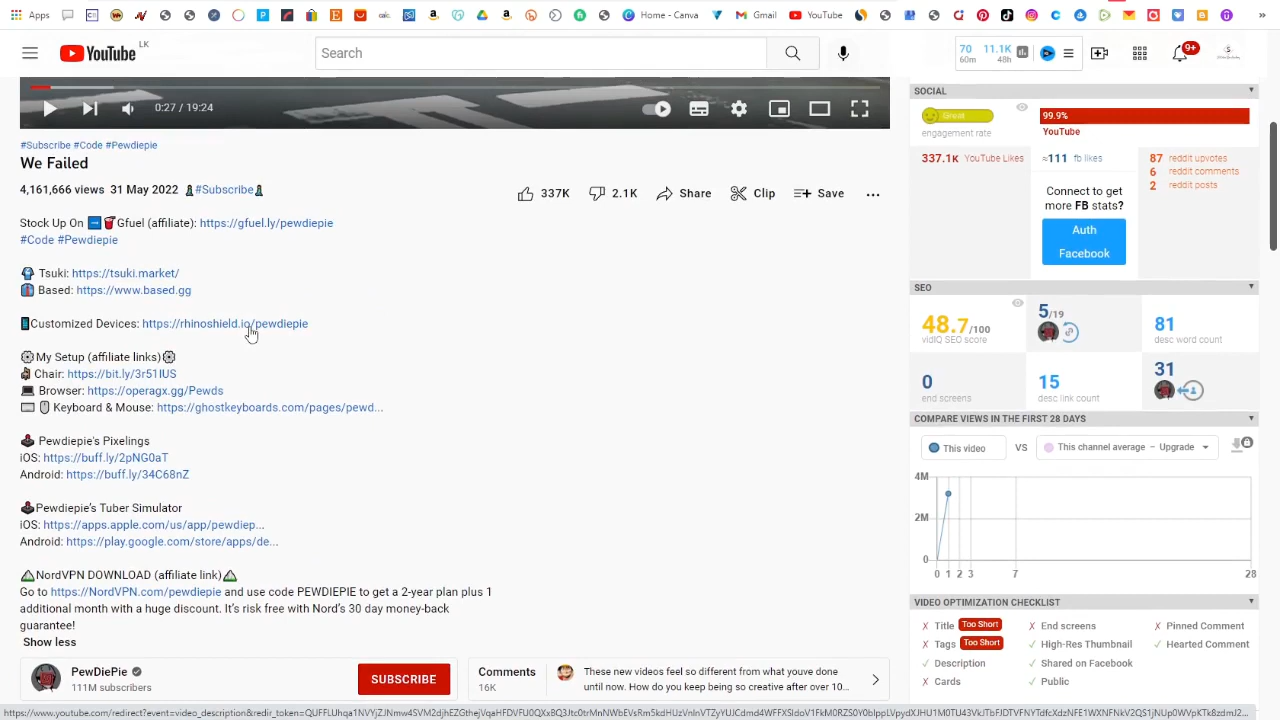 Apps
Home - Canva
Gmail
YouTube
YouTube LK
Search
70 11.1K
60m 48h
9+
0:27 / 19:24
#Subscribe #Code #Pewdiepie
We Failed
4,161,666 views 31 May 2022 #Subscribe
337K 2.1K Share Clip Save
Stock Up On Gfuel (affiliate): https://gfuel.ly/pewdiepie
#Code #Pewdiepie
Tsuki: https://tsuki.market/
Based: https://www.based.gg
Customized Devices: https://rhinoshield.io/pewdiepie
My Setup (affiliate links)
Chair: https://bit.ly/3r51IUS
Browser: https://operagx.gg/Pewds
Keyboard & Mouse: https://ghostkeyboards.com/pages/pewd...
Pewdiepie's Pixelings
iOS: https://buff.ly/2pNG0aT
Android: https://buff.ly/34C68nZ
Pewdiepie’s Tuber Simulator
iOS: https://apps.apple.com/us/app/pewdiep...
Android: https://play.google.com/store/apps/de...
NordVPN DOWNLOAD (affiliate link)
Go to https://NordVPN.com/pewdiepie and use code PEWDIEPIE to get a 2-year plan plus 1
additional month with a huge discount. It’s risk free with Nord’s 30 day money-back
guarantee!
Show less
PewDiePie
111M subscribers
SUBSCRIBE
Comments
16K
These new videos feel so different from what youve done
until now. How do you keep being so creative after over 10...
SOCIAL
Great
engagement rate
99.9%
YouTube
337.1K YouTube Likes
≈111 fb likes
Connect to get
more FB stats?
Auth
Facebook
87 reddit upvotes
6 reddit comments
2 reddit posts
SEO
48.7/100
vidIQ SEO score
5/19
81
desc word count
0
end screens
15
desc link count
31
COMPARE VIEWS IN THE FIRST 28 DAYS
This video VS This channel average – Upgrade
4M
2M
0
0 1 2 3 7 28
VIDEO OPTIMIZATION CHECKLIST
Title Too Short
Tags Too Short
Description
Cards
End screens
High-Res Thumbnail
Shared on Facebook
Public
Pinned Comment
Hearted Comment